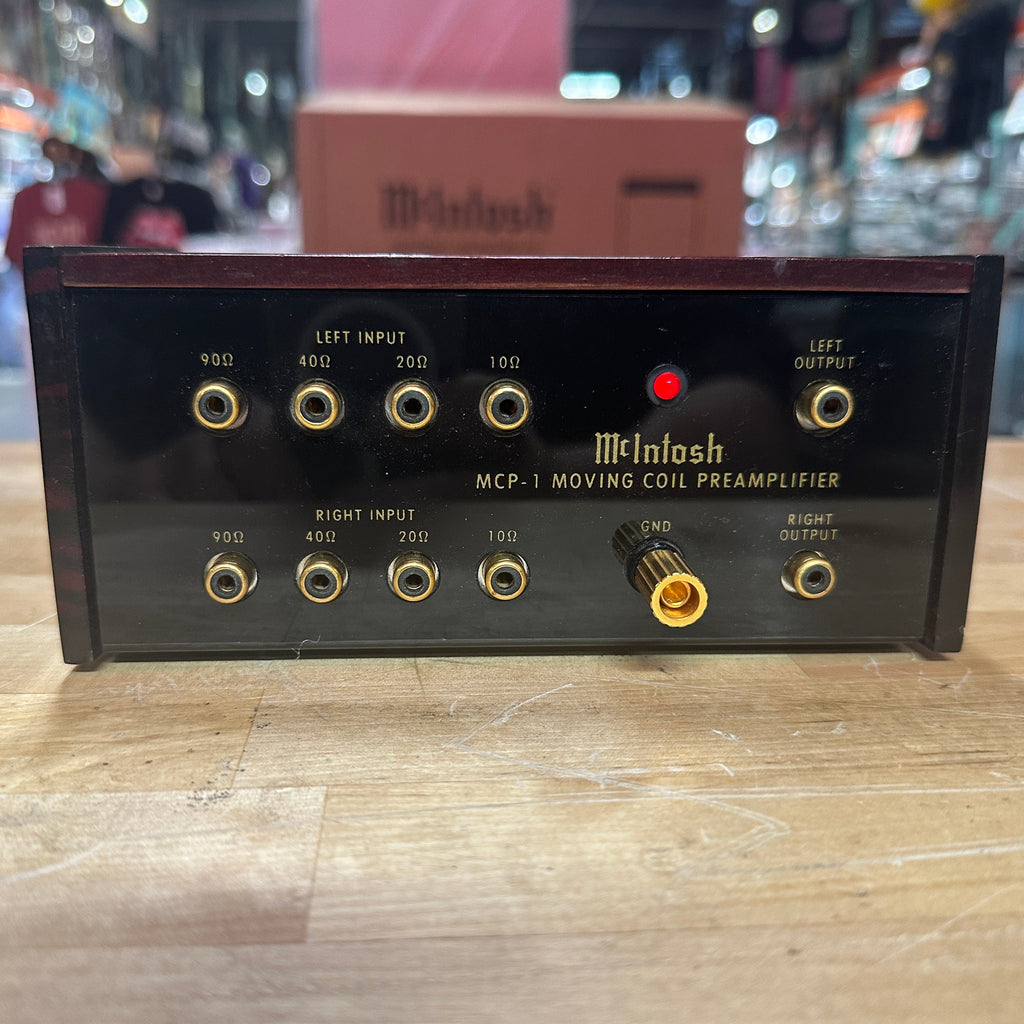 McIntosh
LEFT INPUT
90Ω 40Ω 20Ω 10Ω
LEFT
OUTPUT
McIntosh
MCP-1 MOVING COIL PREAMPLIFIER
RIGHT INPUT
90Ω 40Ω 20Ω 10Ω
GND
RIGHT
OUTPUT